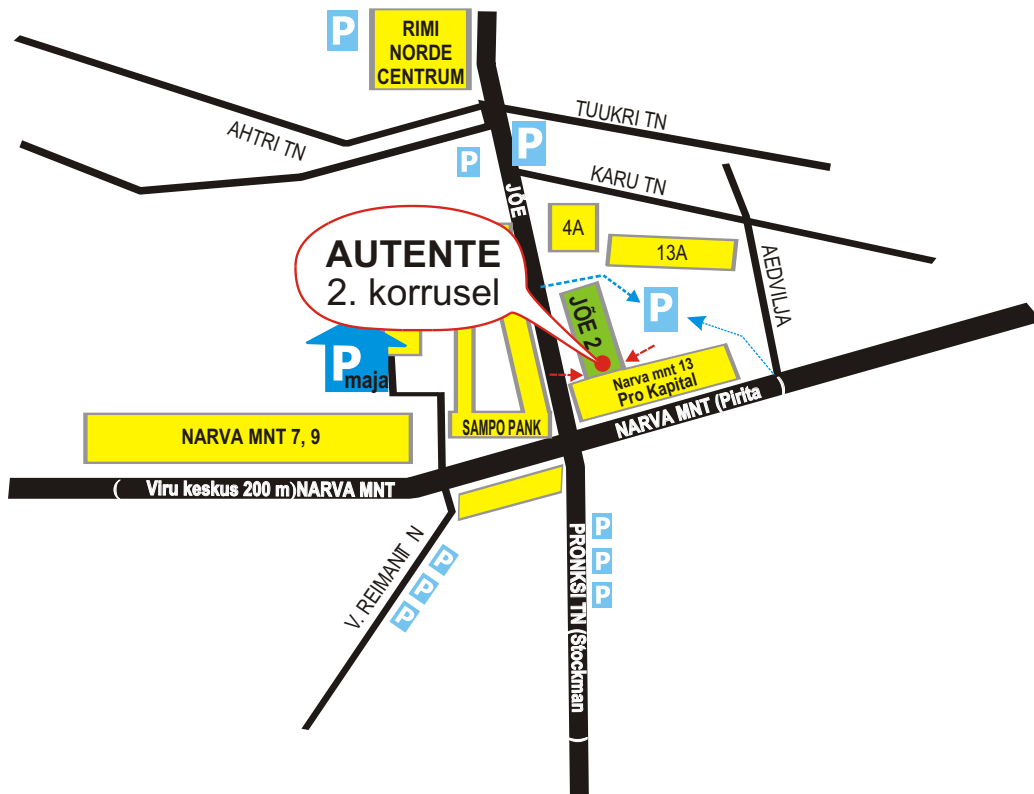 P
RIMI
NORDE
CENTRUM
TUUKRI TN
AHTRI TN
P
P
KARU TN
JÕE
4A
13A
AEDVILJA
AUTENTE
2. korrusel
JÕE 2
P
P
maja
Narva mnt 13
Pro Kapital
SAMPO PANK
NARVA MNT (Pirita )
NARVA MNT 7, 9
( Viru keskus 200 m)NARVA MNT
V. REIMANIT N
P
P
P
PRONKSI TN (Stockman )
P
P
P